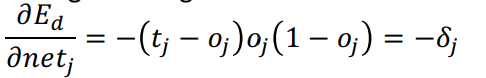 ∂E_d/∂net_j = −(t_j − o_j)o_j(1 − o_j) = −δ_j